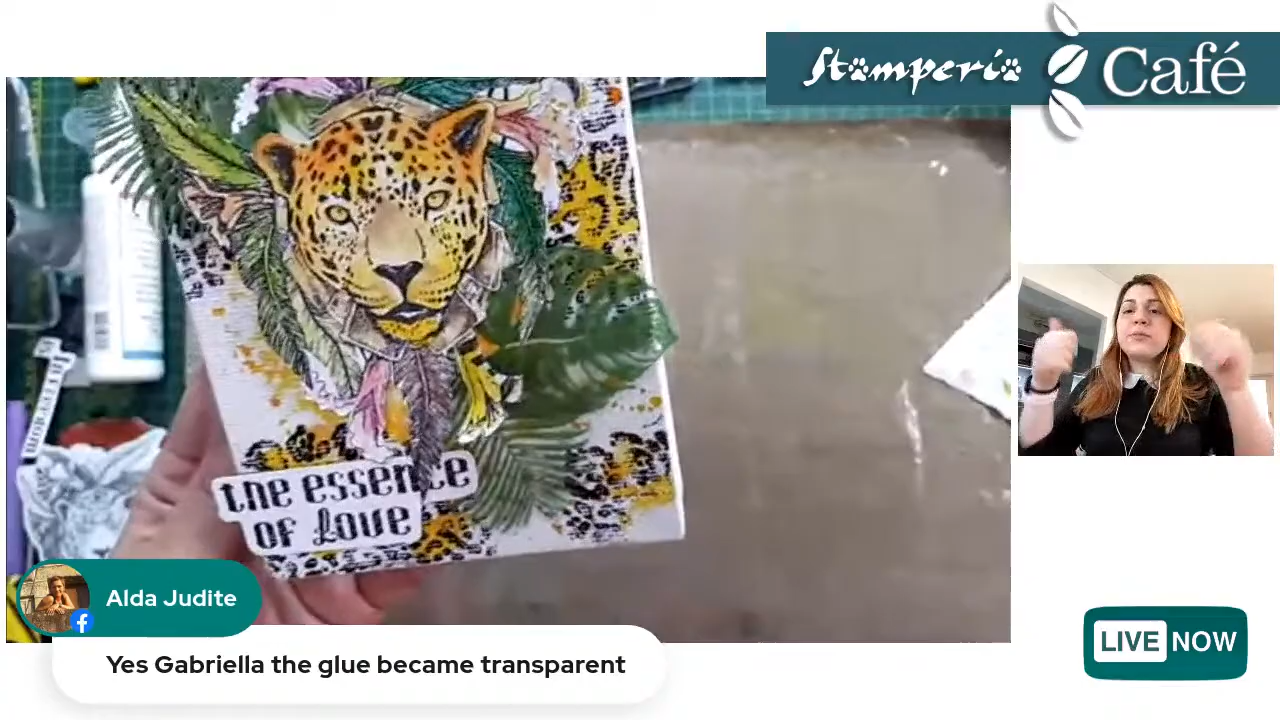 Stamperia Café
the essence
of love
Alda Judite
Yes Gabriella the glue became transparent
LIVE NOW